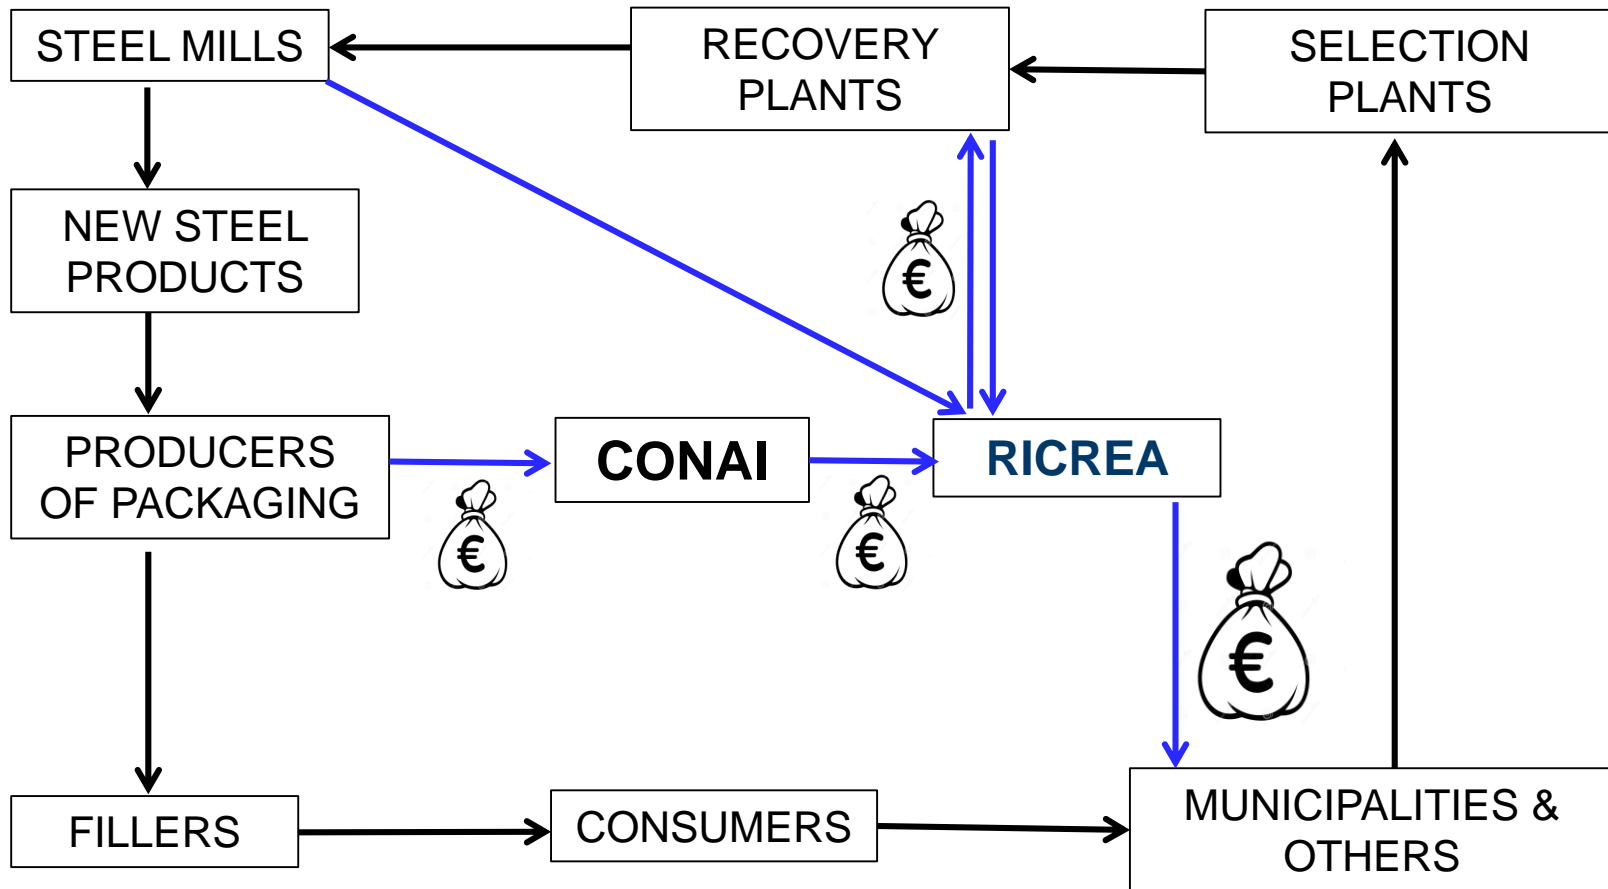 STEEL MILLS
RECOVERY
PLANTS
SELECTION
PLANTS
NEW STEEL
PRODUCTS
€
PRODUCERS
OF PACKAGING
CONAI
RICREA
€
€
€
FILLERS
CONSUMERS
MUNICIPALITIES &
OTHERS